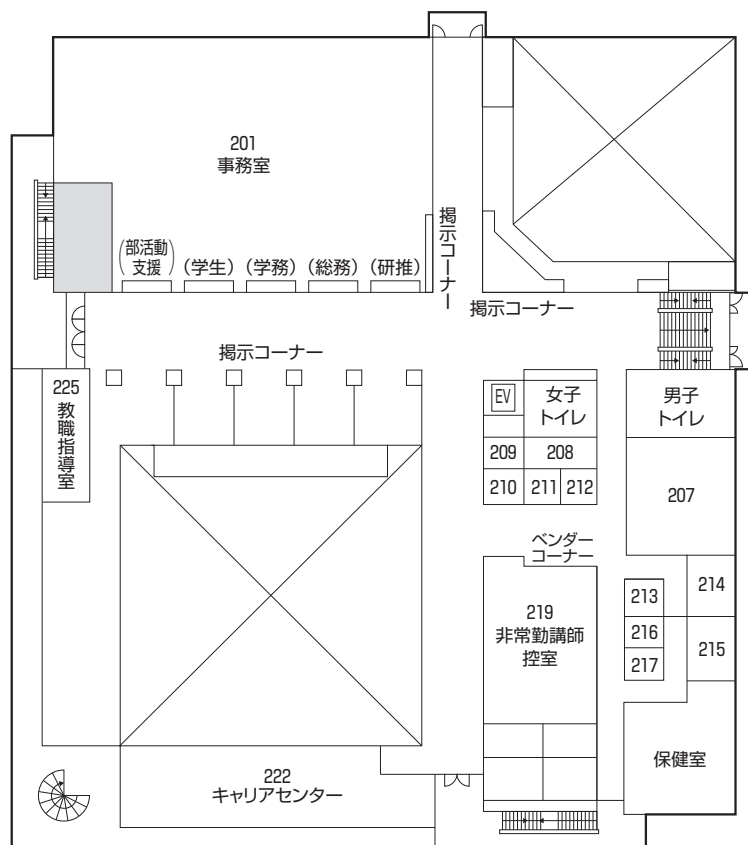 201
事務室
(部活動
支援)
(学生)
(学務)
(総務)
(研推)
掲示コーナー
掲示コーナー
掲示コーナー
225
教職指導室
EV
女子
トイレ
男子
トイレ
209
208
210
211
212
207
ベンダー
コーナー
219
非常勤講師
控室
213
214
216
217
215
222
キャリアセンター
保健室